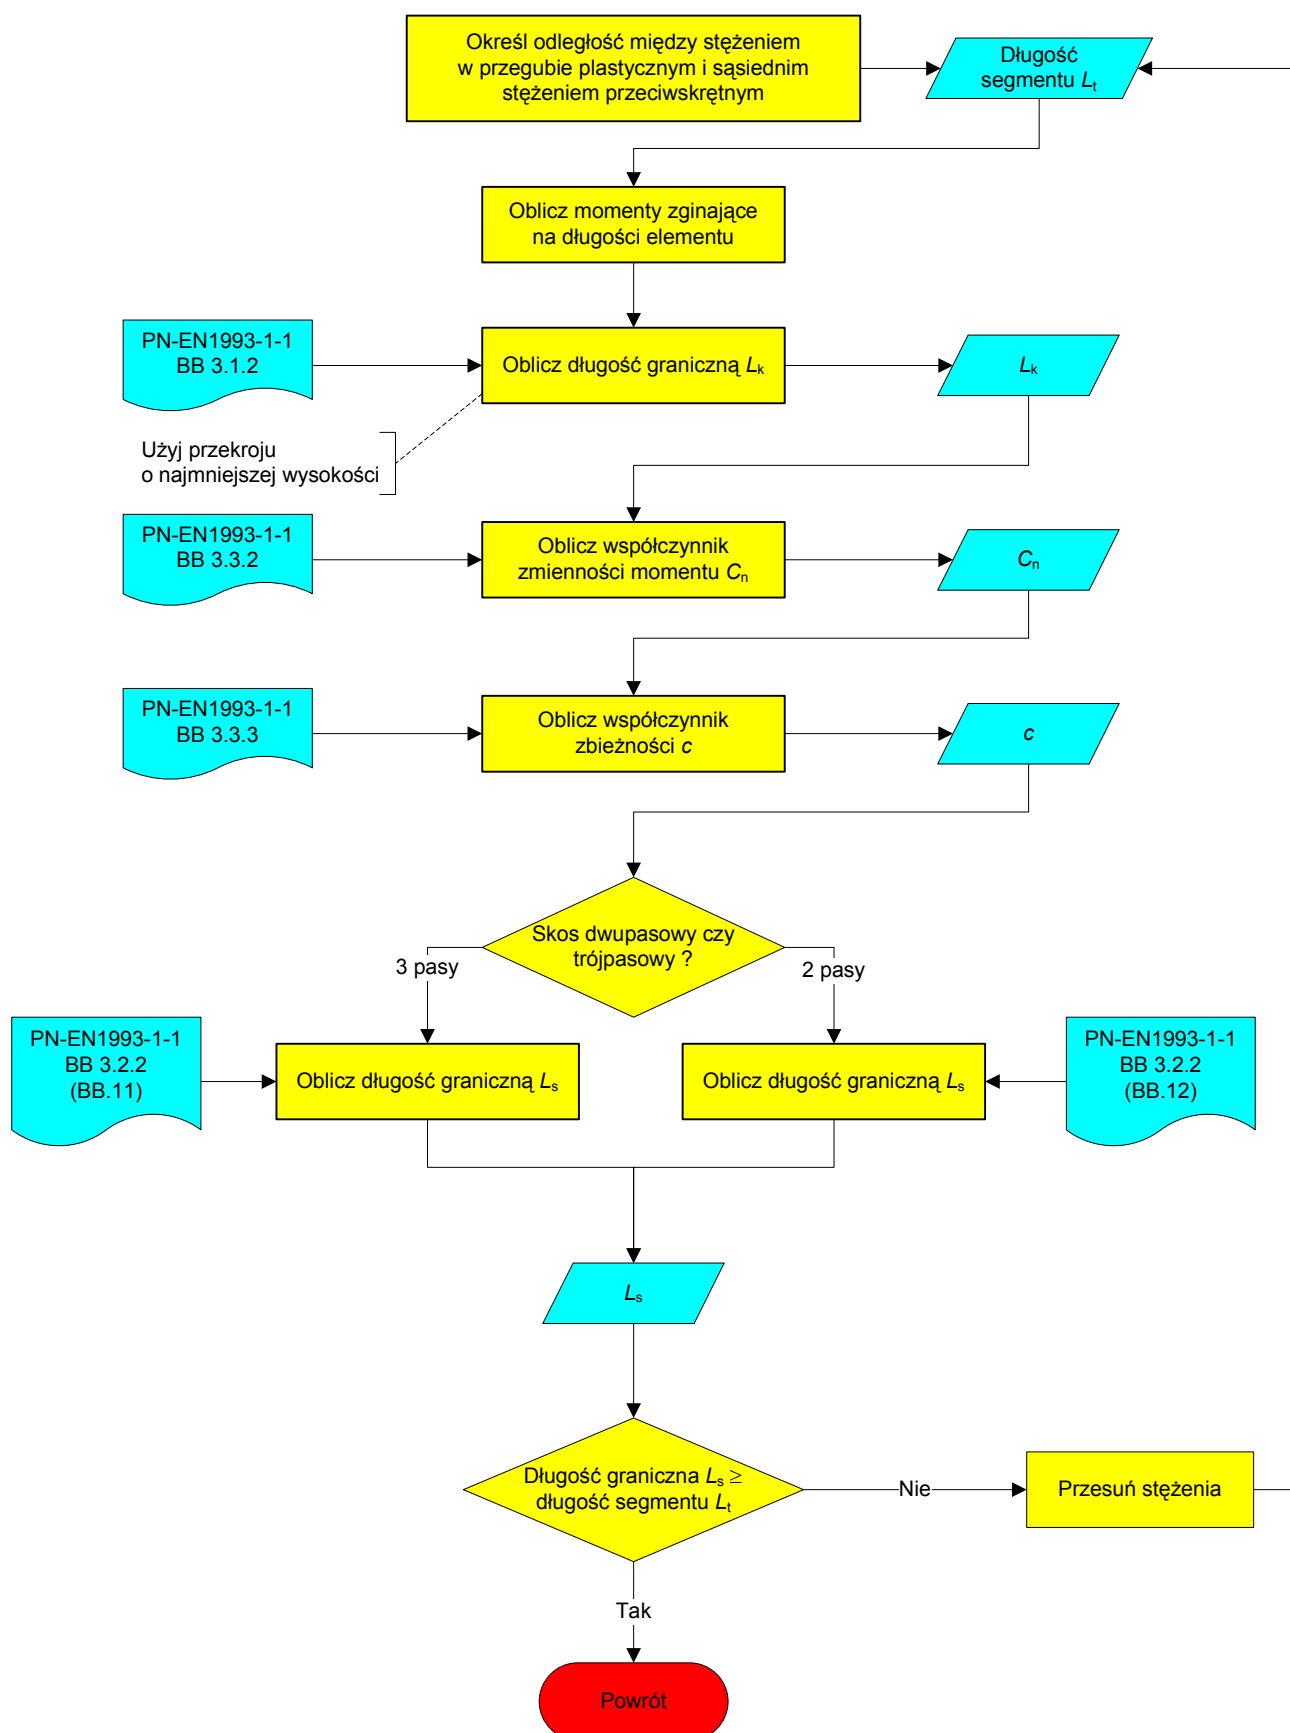 Określ odległość między stężeniem
w przegubie plastycznym i sąsiednim
stężeniem przeciwskrętnym
Długość
segmentu Lt
Oblicz momenty zginające
na długości elementu
PN-EN1993-1-1
BB 3.1.2
Oblicz długość graniczną Lk
Lk
Użyj przekroju
o najmniejszej wysokości
PN-EN1993-1-1
BB 3.3.2
Oblicz współczynnik
zmienności momentu Cn
Cn
PN-EN1993-1-1
BB 3.3.3
Oblicz współczynnik
zbieżności c
c
Skos dwupasowy czy
trójpasowy ?
3 pasy
2 pasy
PN-EN1993-1-1
BB 3.2.2
(BB.11)
Oblicz długość graniczną Ls
Oblicz długość graniczną Ls
PN-EN1993-1-1
BB 3.2.2
(BB.12)
Ls
Długość graniczna Ls ≥
długość segmentu Lt
Nie
Przesuń stężenia
Tak
Powrót